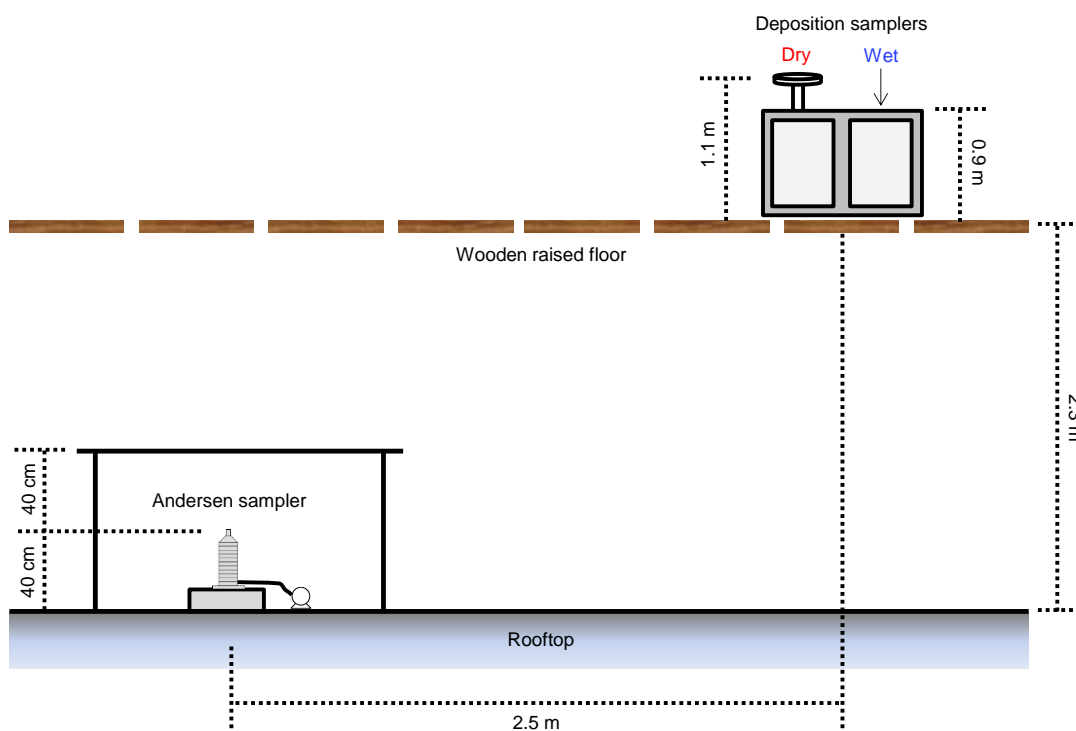 Deposition samplers
Dry
Wet
1.1 m
0.9 m
Wooden raised floor
40 cm
Andersen sampler
40 cm
Rooftop
2.5 m